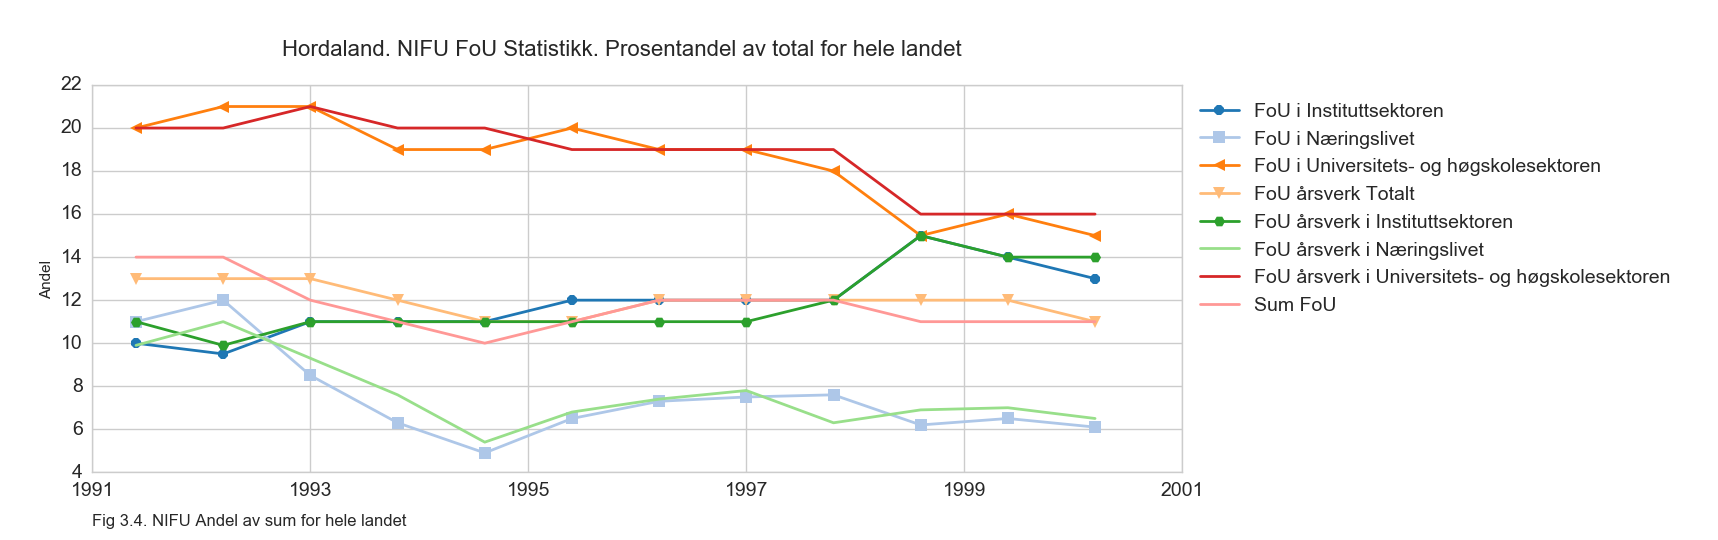 Hordaland. NIFU FoU Statistikk. Prosentandel av total for hele landet
22
20
18
16
14
12
10
8
6
4
Andel
1991 1993 1995 1997 1999 2001
FoU i Instituttsektoren
FoU i Næringslivet
FoU i Universitets- og høgskolesektoren
FoU årsverk Totalt
FoU årsverk i Instituttsektoren
FoU årsverk i Næringslivet
FoU årsverk i Universitets- og høgskolesektoren
Sum FoU
Fig 3.4. NIFU Andel av sum for hele landet